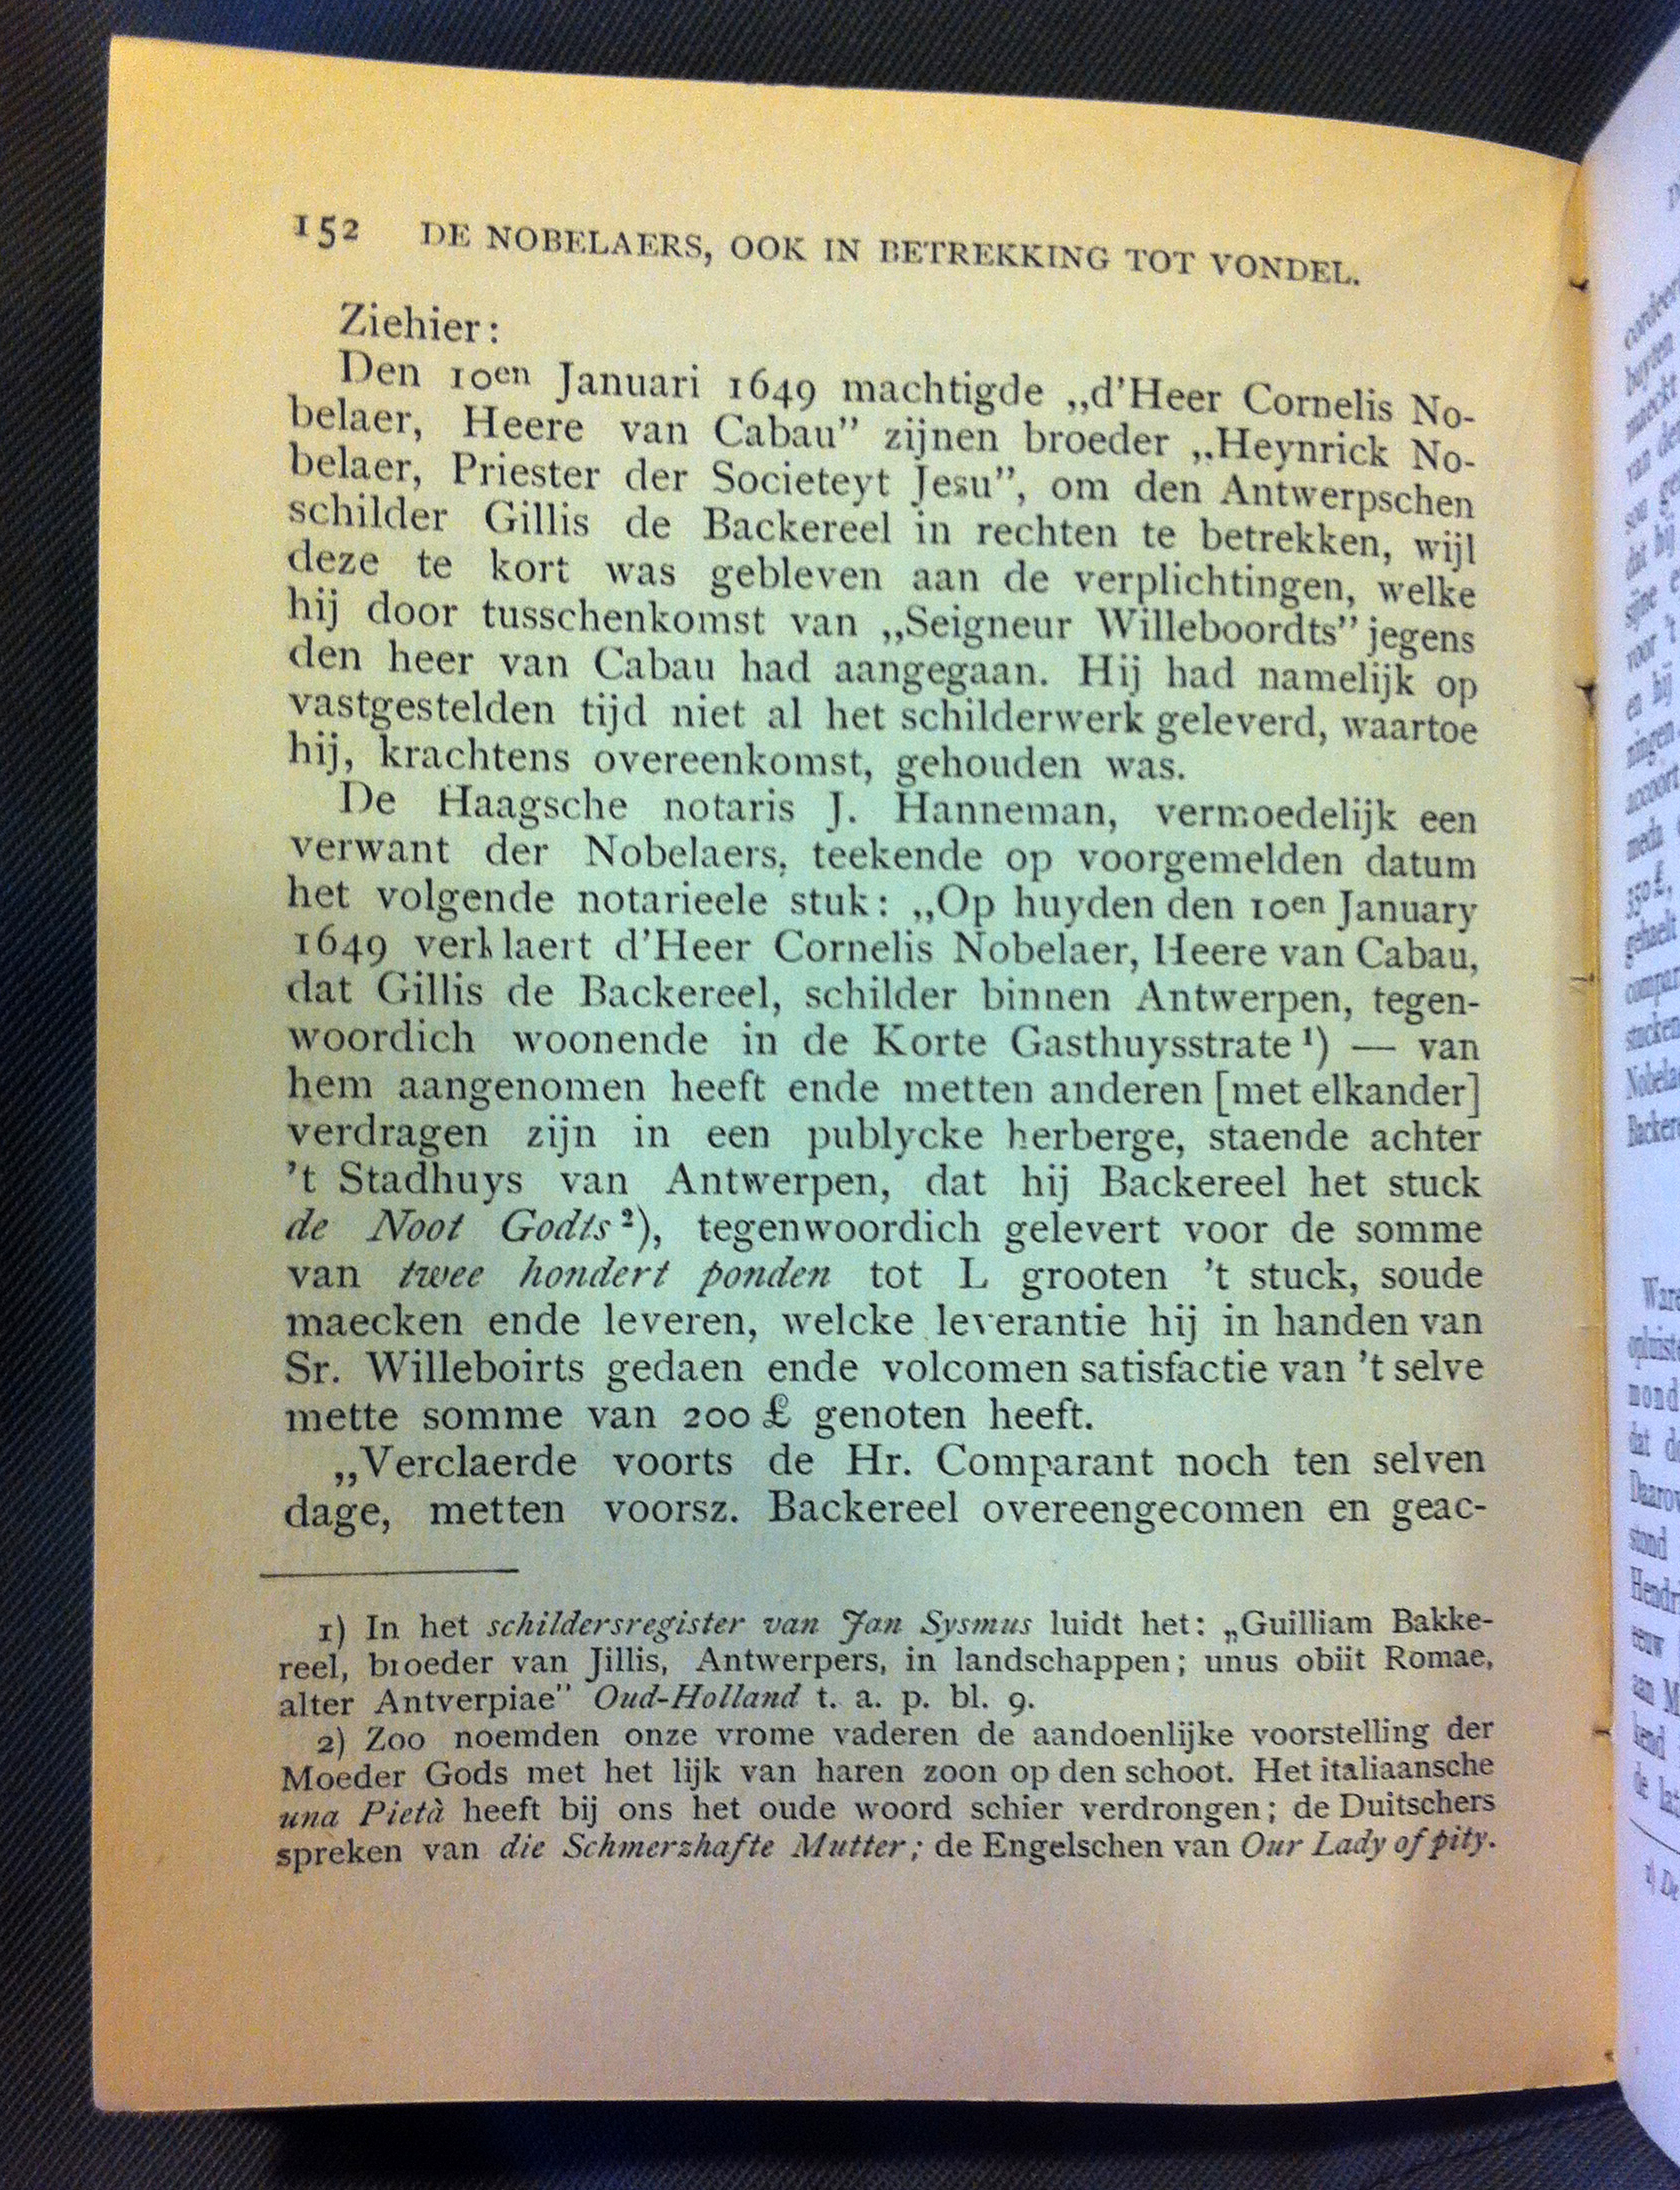 152 DE NOBELAERS, OOK IN BETREKKING TOT VONDEL.
Ziehier:
Den 10en Januari 1649 machtigde „d'Heer Cornelis No-
belaer, Heere van Cabau” zijnen broeder „Heynrick No-
belaer, Priester der Societeyt Jesu”, om den Antwerpschen
schilder Gillis de Backereel in rechten te betrekken, wijl
deze te kort was gebleven aan de verplichtingen, welke
hij door tusschenkomst van „Seigneur Willeboordts” jegens
den heer van Cabau had aangegaan. Hij had namelijk op
vastgestelden tijd niet al het schilderwerk geleverd, waartoe
hij, krachtens overeenkomst, gehouden was.
De Haagsche notaris J. Hanneman, vermoedelijk een
verwant der Nobelaers, teekende op voorgemelden datum
het volgende notarieele stuk: „Op huyden den 10en January
1649 verklaert d'Heer Cornelis Nobelaer, Heere van Cabau,
dat Gillis de Backereel, schilder binnen Antwerpen, tegen-
woordich woonende in de Korte Gasthuysstrate ¹) — van
hem aangenomen heeft ende metten anderen [met elkander]
verdragen zijn in een publycke herberge, staende achter
't Stadhuys van Antwerpen, dat hij Backereel het stuck
de Noot Godts ²), tegenwoordich gelevert voor de somme
van twee hondert ponden tot L grooten 't stuck, soude
maecken ende leveren, welcke leverantie hij in handen van
Sr. Willeboirts gedaen ende volcomen satisfactie van 't selve
mette somme van 200 £ genoten heeft.
„Verclaerde voorts de Hr. Comparant noch ten selven
dage, metten voorsz. Backereel overeengecomen en geac-
1) In het schildersregister van Jan Sysmus luidt het: „Guilliam Bakke-
reel, broeder van Jillis, Antwerpers, in landschappen; unus obiit Romae,
alter Antverpiae” Oud-Holland t. a. p. bl. 9.
2) Zoo noemden onze vrome vaderen de aandoenlijke voorstelling der
Moeder Gods met het lijk van haren zoon op den schoot. Het italiaansche
una Pietà heeft bij ons het oude woord schier verdrongen; de Duitschers
spreken van die Schmerzhafte Mutter; de Engelschen van Our Lady of pity.